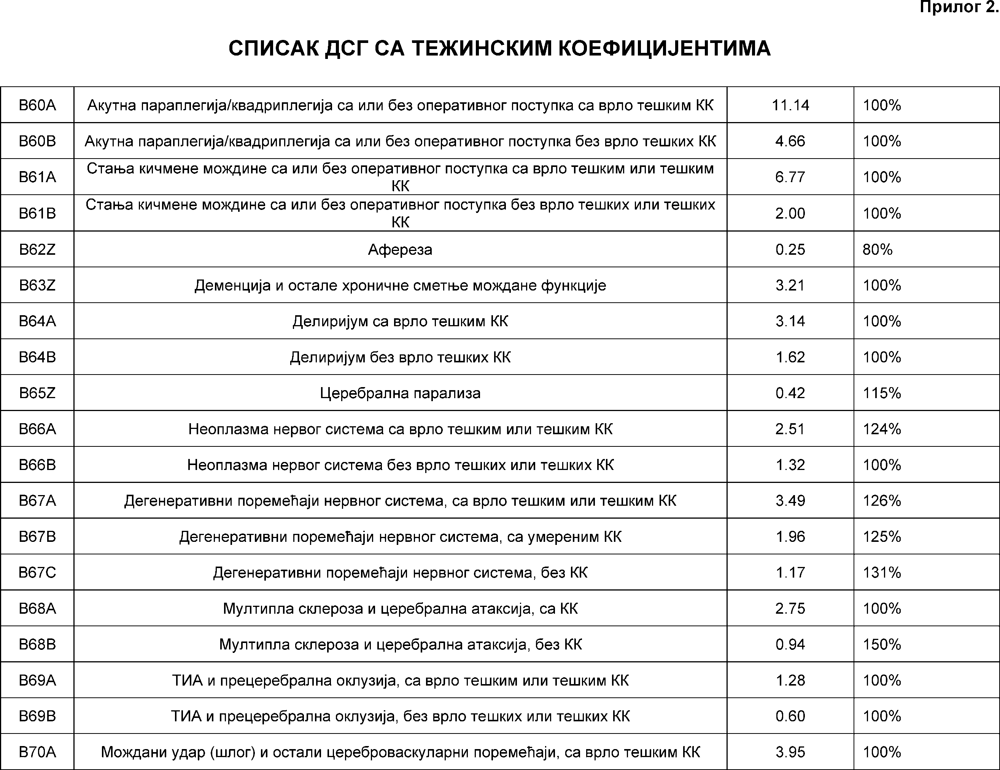 Прилог 2.
СПИСАК ДСГ СА ТЕЖИНСКИМ КОЕФИЦИЈЕНТИМА
B60A Акутна параплегија/квадриплегија са или без оперативног поступка са врло тешким КК 11.14 100%
B60B Акутна параплегија/квадриплегија са или без оперативног поступка без врло тешких КК 4.66 100%
B61A Стања кичмене мождине са или без оперативног поступка са врло тешким или тешким
КК 6.77 100%
B61B Стања кичмене мождине са или без оперативног поступка без врло тешких или тешких
КК 2.00 100%
B62Z Афереза 0.25 80%
B63Z Деменција и остале хроничне сметње мождане функције 3.21 100%
B64A Делиријум са врло тешким КК 3.14 100%
B64B Делиријум без врло тешких КК 1.62 100%
B65Z Церебрална парализа 0.42 115%
B66A Неоплазма нервог система са врло тешким или тешким КК 2.51 124%
B66B Неоплазма нервог система без врло тешких или тешких КК 1.32 100%
B67A Дегенеративни поремећаји нервног система, са врло тешким или тешким КК 3.49 126%
B67B Дегенеративни поремећаји нервног система, са умереним КК 1.96 125%
B67C Дегенеративни поремећаји нервног система, без КК 1.17 131%
B68A Мултипла склероза и церебрална атаксија, са КК 2.75 100%
B68B Мултипла склероза и церебрална атаксија, без КК 0.94 150%
B69A ТИА и прецеребрална оклузија, са врло тешким или тешким КК 1.28 100%
B69B ТИА и прецеребрална оклузија, без врло тешких или тешких КК 0.60 100%
B70A Мождани удар (шлог) и остали цереброваскуларни поремећаји, са врло тешким КК 3.95 100%